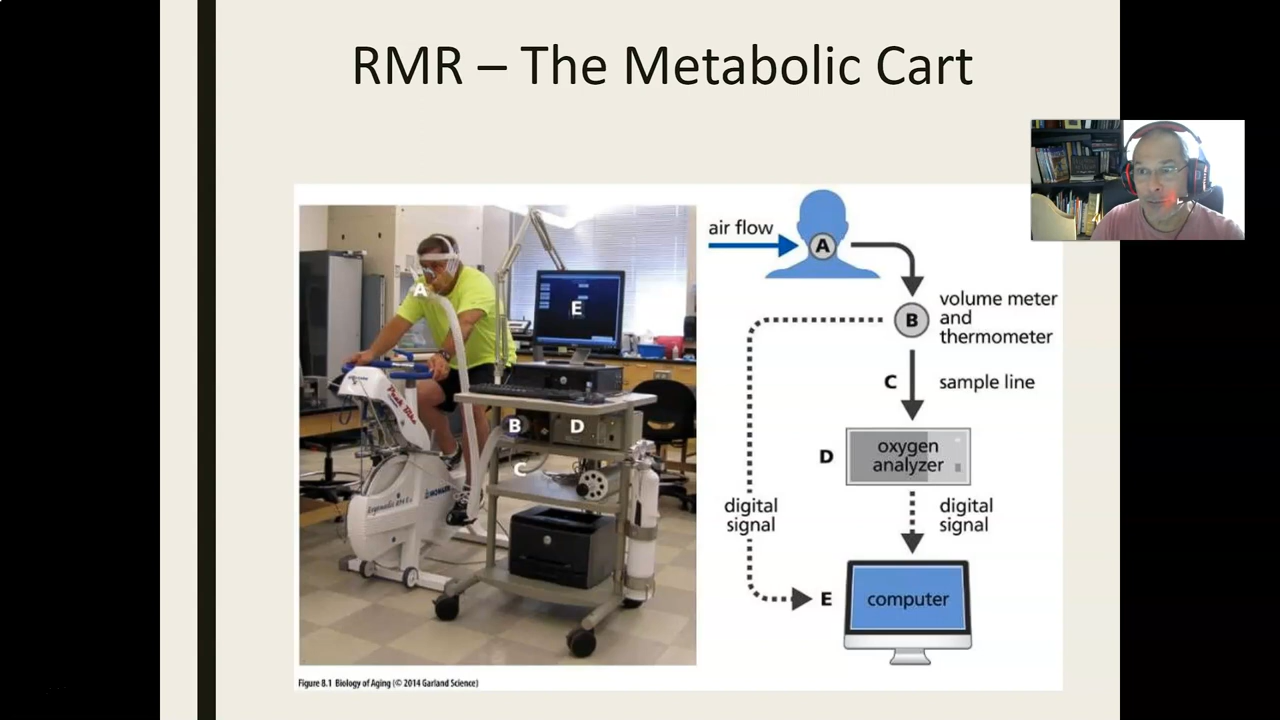 RMR – The Metabolic Cart
A
E
B
D
C
air flow
A
B
volume meter
and
thermometer
C
sample line
D
oxygen
analyzer
digital
signal
digital
signal
E
computer
Figure 8.1 Biology of Aging (© 2014 Garland Science)